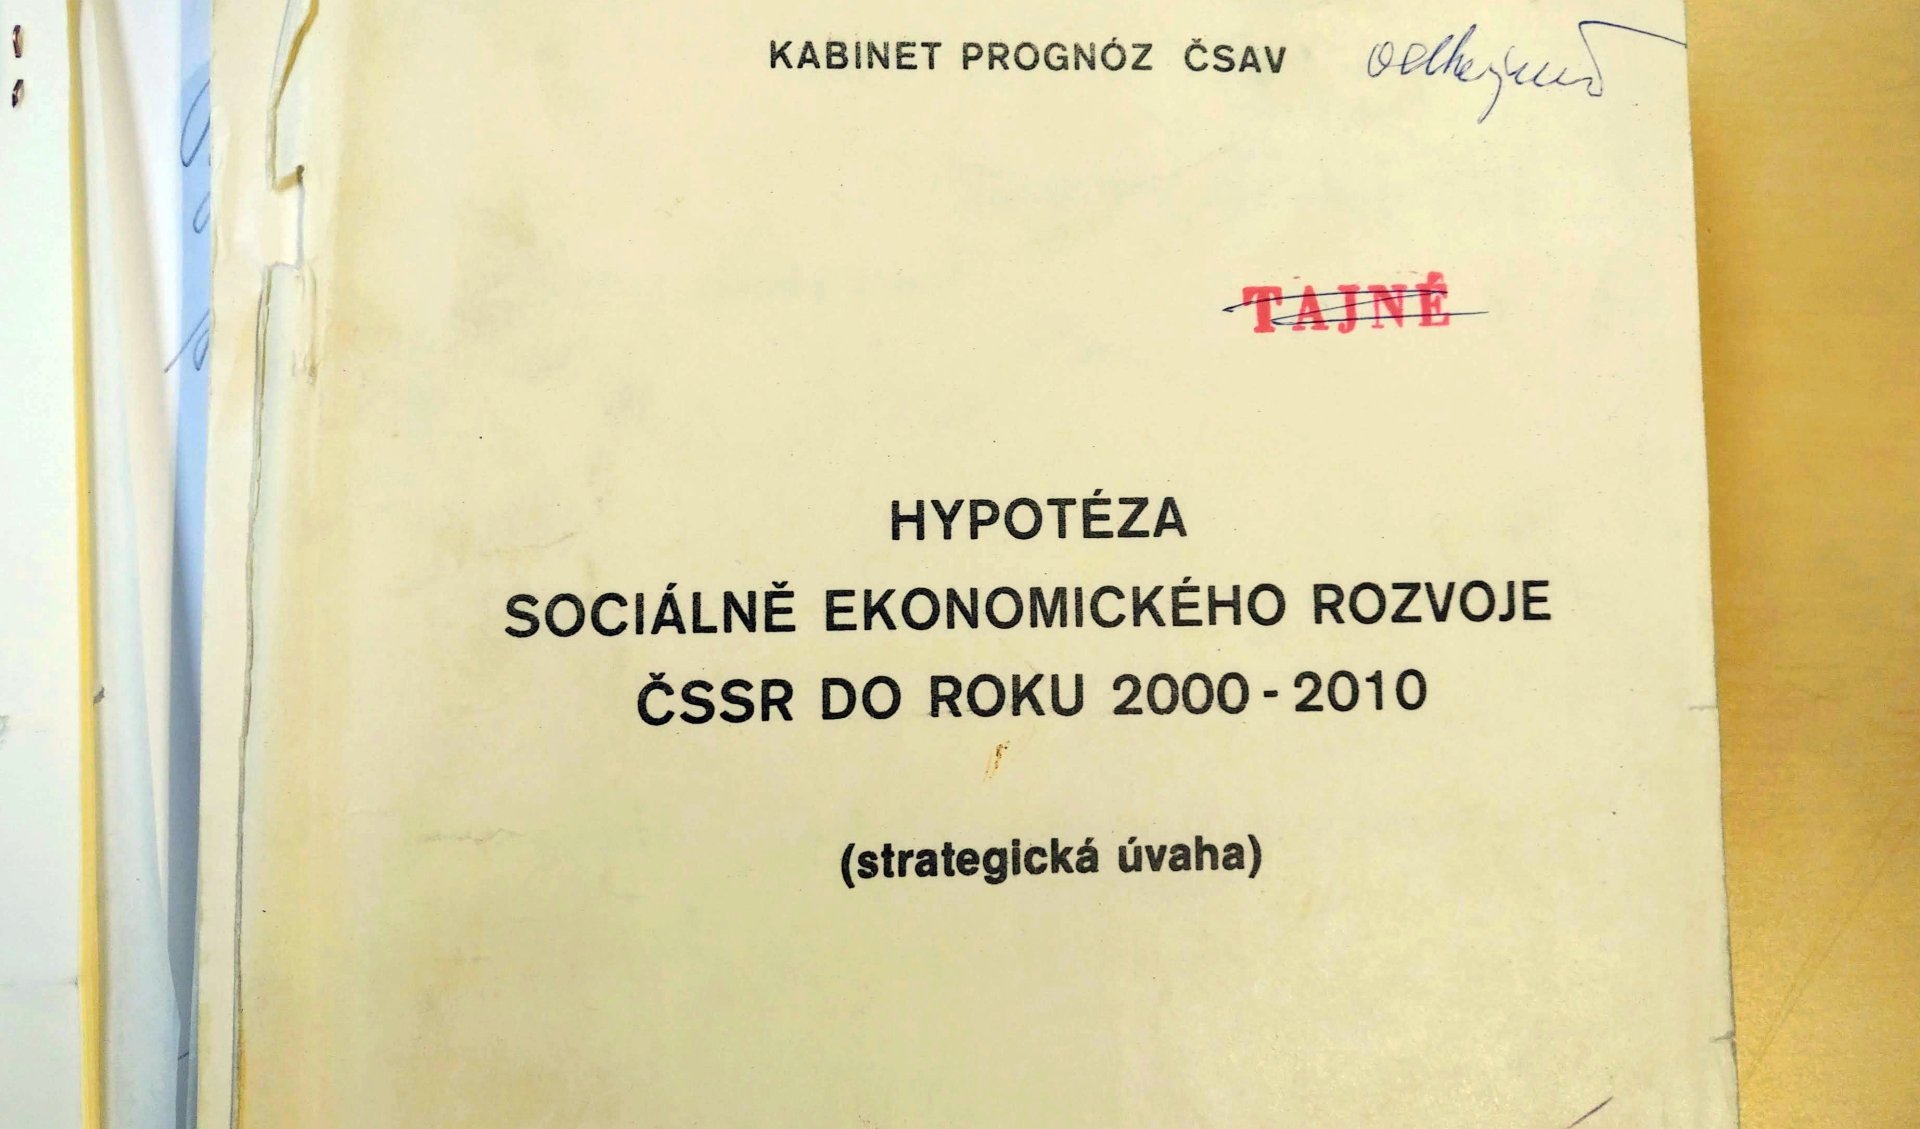 KABINET PROGNÓZ ČSAV
TAJNÉ
HYPOTÉZA
SOCIÁLNĚ EKONOMICKÉHO ROZVOJE
ČSSR DO ROKU 2000-2010
(strategická úvaha)